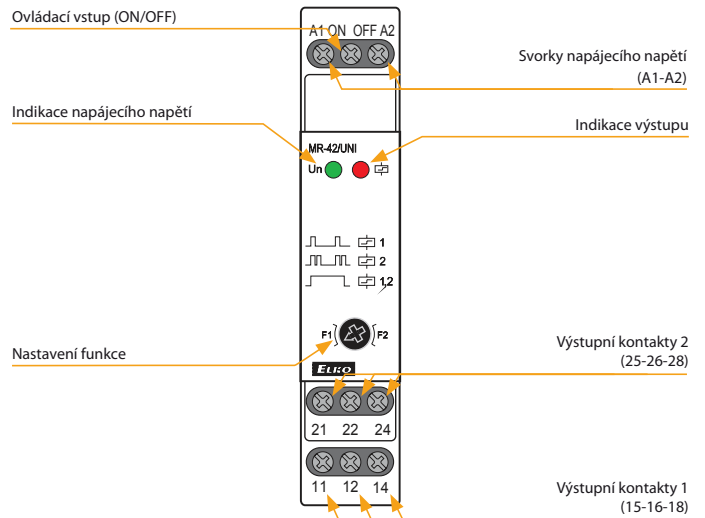 Ovládací vstup (ON/OFF)
A1 ON OFF A2
Svorky napájecího napětí
(A1-A2)
Indikace napájecího napětí
Indikace výstupu
MR-42/UNI
Un
1
2
1,2
F1
F2
Nastavení funkce
Výstupní kontakty 2
(25-26-28)
ELKO
21 22 24
11 12 14
Výstupní kontakty 1
(15-16-18)